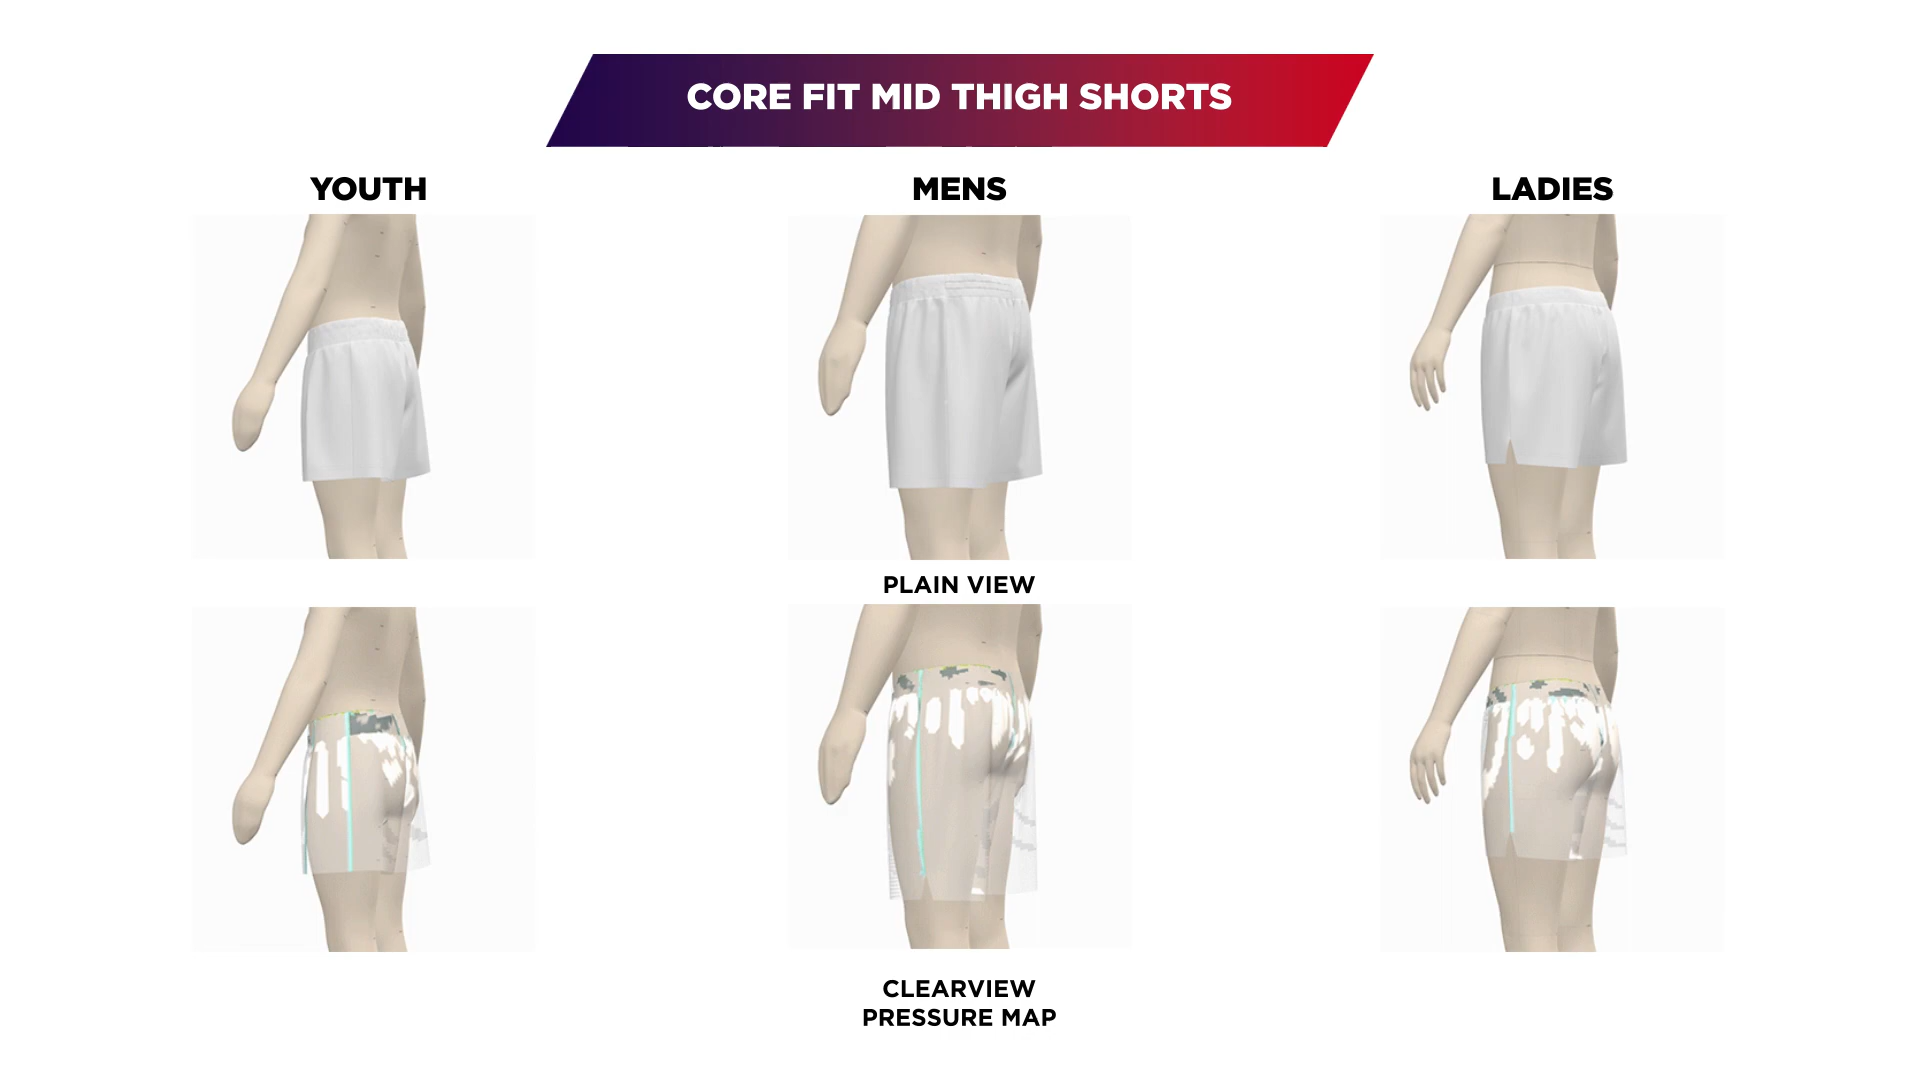 CORE FIT MID THIGH SHORTS
YOUTH
MENS
LADIES
PLAIN VIEW
CLEARVIEW
PRESSURE MAP